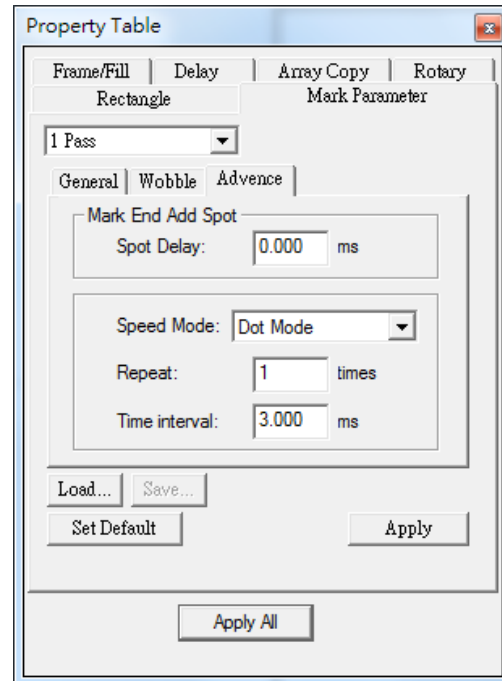 Property Table
Frame/Fill Delay Array Copy Rotary
Rectangle Mark Parameter
1 Pass
General Wobble Advence
Mark End Add Spot
Spot Delay: 0.000 ms
Speed Mode: Dot Mode
Repeat: 1 times
Time interval: 3.000 ms
Load... Save...
Set Default Apply
Apply All